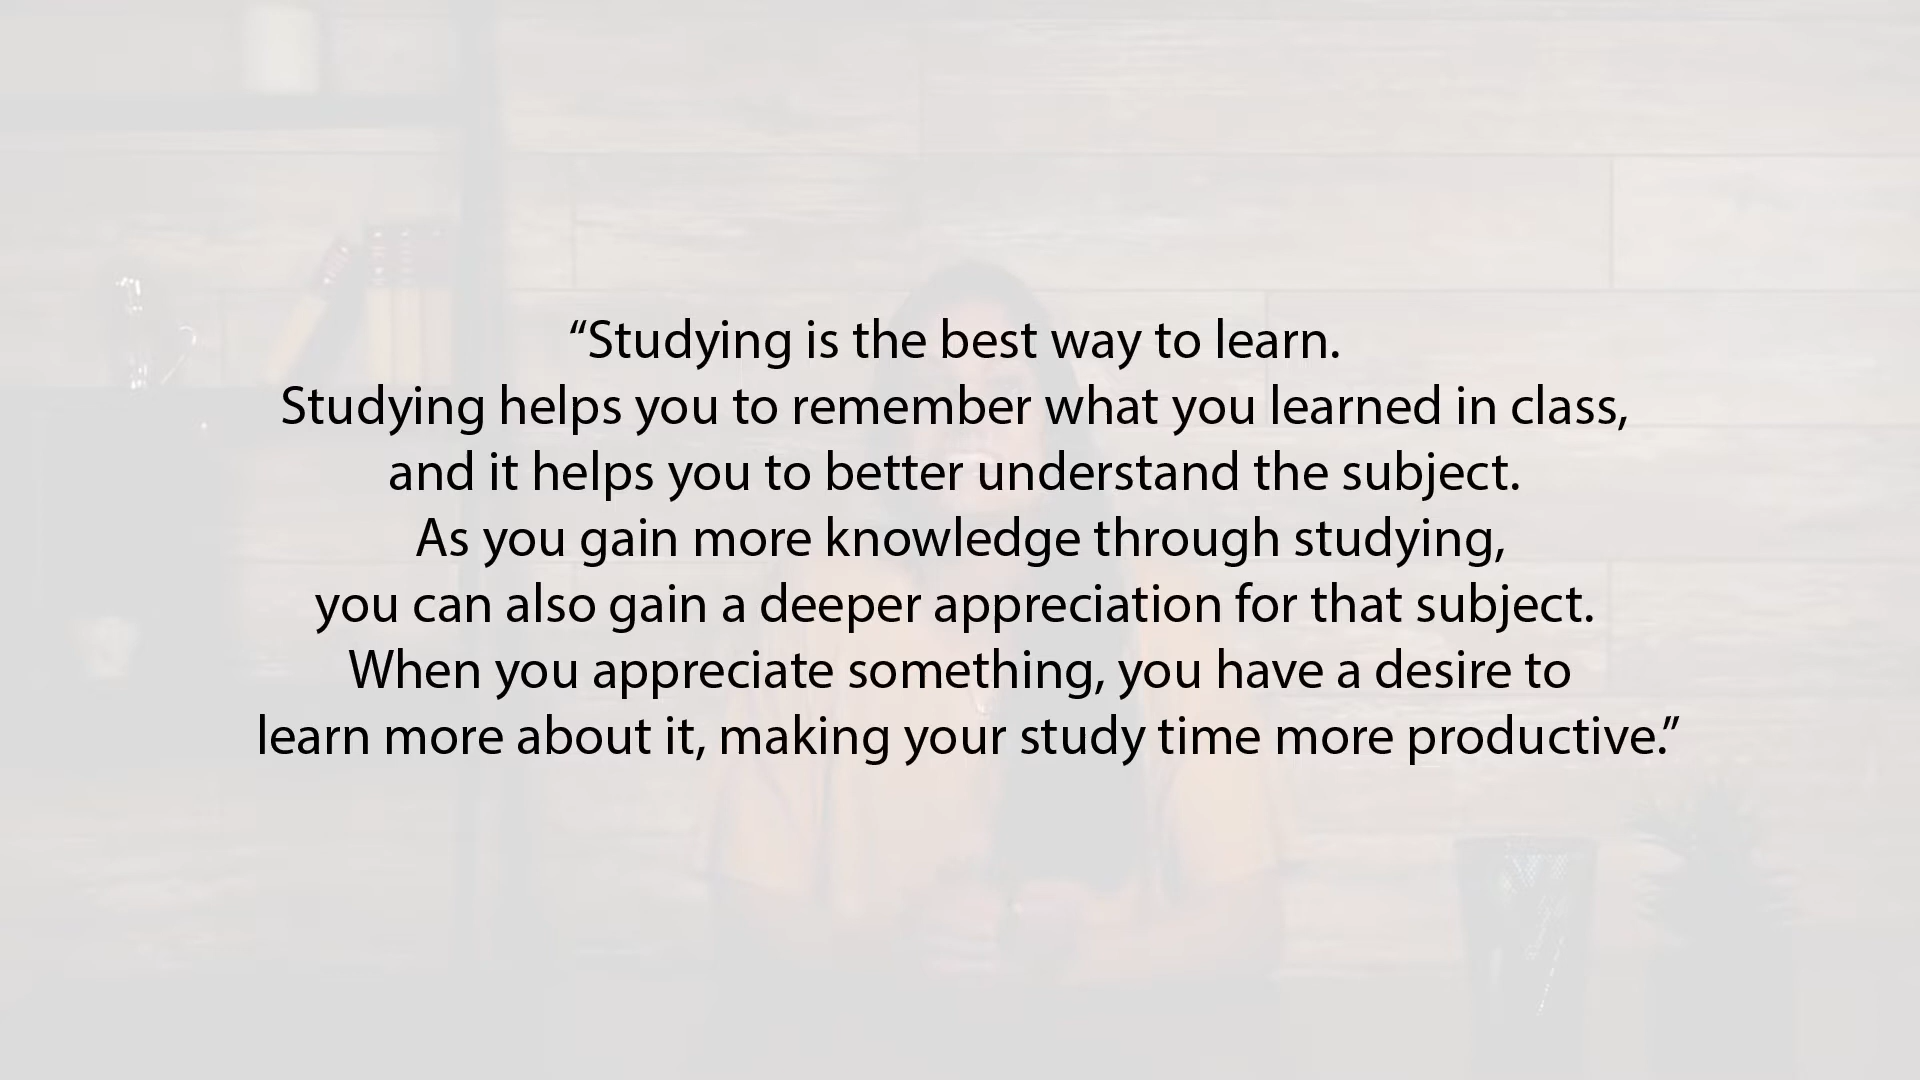 “Studying is the best way to learn.
Studying helps you to remember what you learned in class,
and it helps you to better understand the subject.
As you gain more knowledge through studying,
you can also gain a deeper appreciation for that subject.
When you appreciate something, you have a desire to
learn more about it, making your study time more productive.”